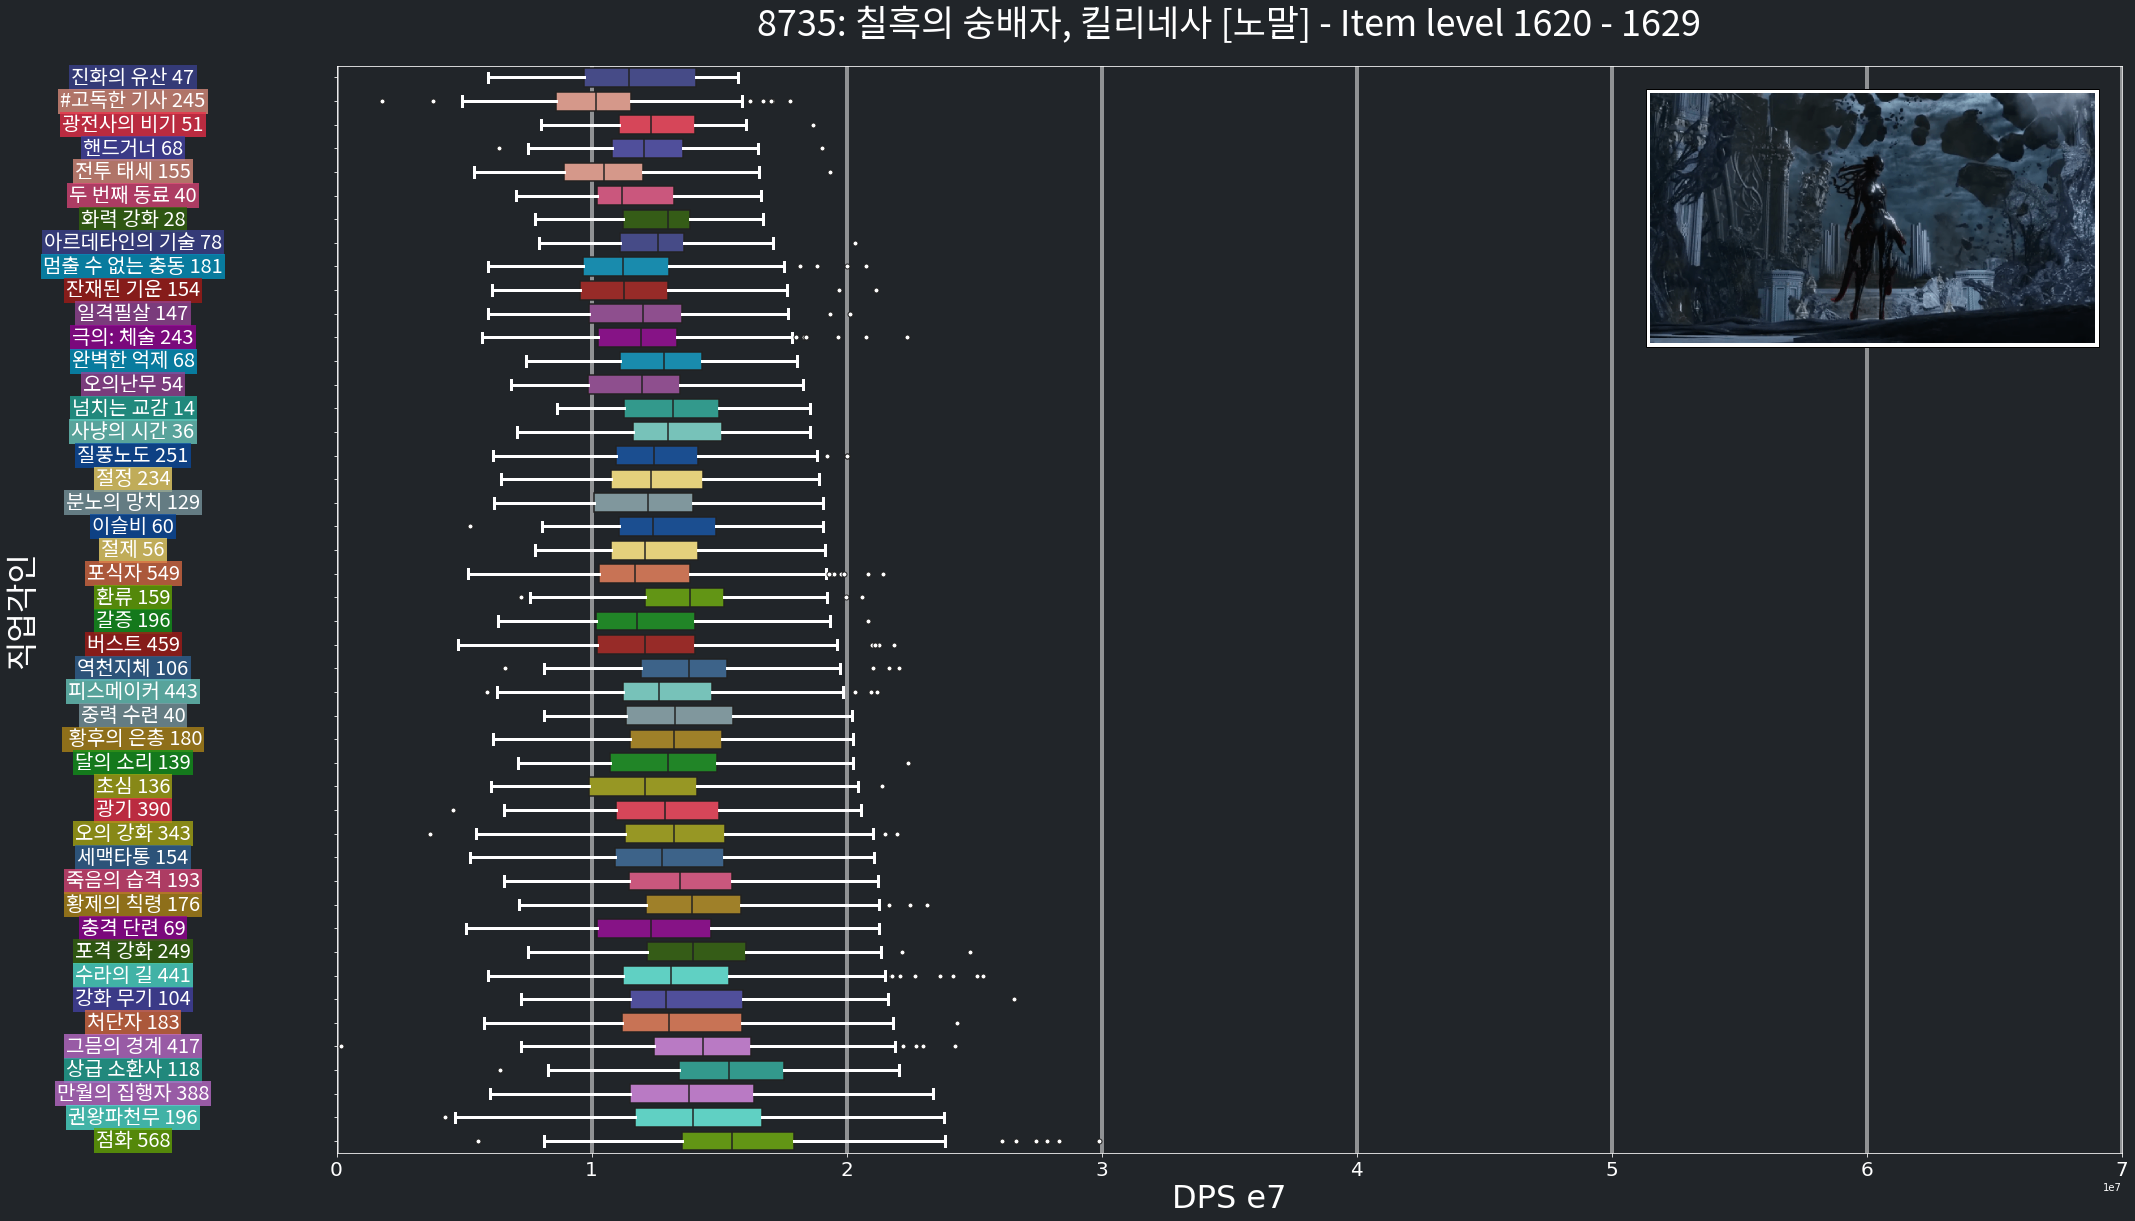 8735: 칠흑의 숭배자, 킬리네사 [노말] - Item level 1620 - 1629
진화의 유산 47
#고독한 기사 245
광전사의 비기 51
핸드거너 68
전투 태세 155
두 번째 동료 40
화력 강화 28
아르데타인의 기술 78
멈출 수 없는 충동 181
잔재된 기운 154
일격필살 147
극의: 체술 243
완벽한 억제 68
오의난무 54
넘치는 교감 14
사냥의 시간 36
질풍노도 251
절정 234
분노의 망치 129
이슬비 60
절제 56
포식자 549
환류 159
갈증 196
버스트 459
역천지체 106
피스메이커 443
중력 수련 40
황후의 은총 180
달의 소리 139
초심 136
광기 390
오의 강화 343
세맥타통 154
죽음의 습격 193
황제의 칙령 176
충격 단련 69
포격 강화 249
수라의 길 441
강화 무기 104
처단자 183
그믐의 경계 417
상급 소환사 118
만월의 집행자 388
권왕파천무 196
점화 568
직업각인
0 1 2 3 4 5 6 7
1e7
DPS e7